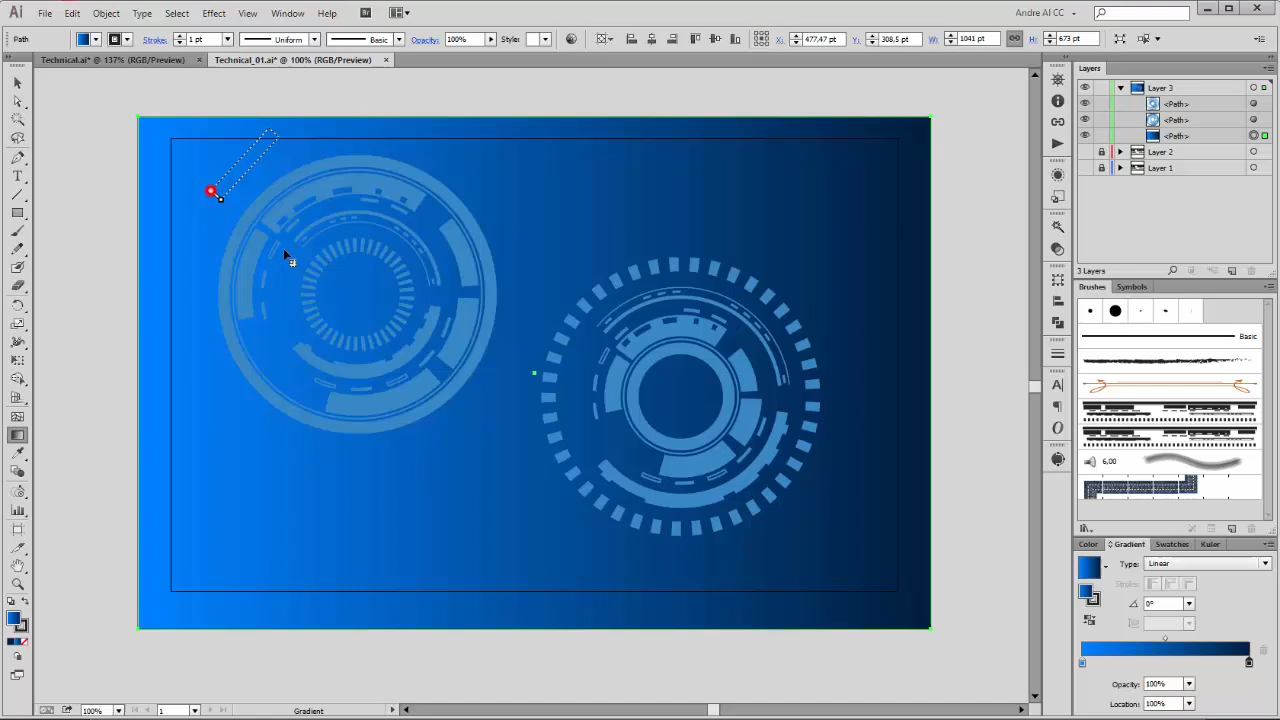 Ai File Edit Object Type Select Effect View Window Help Br Andre AI CC
Path Stroke: 1 pt Uniform Basic Opacity: 100% Style: X: 477,47 pt Y: 308,5 pt W: 1041 pt H: 673 pt
Technical.ai* @ 137% (RGB/Preview) × Technical_01.ai* @ 100% (RGB/Preview) ×
Layers
Layer 3
<Path>
<Path>
<Path>
Layer 2
Layer 1
3 Layers
Brushes Symbols
Basic
6,00
Color Gradient Swatches Kuler
Type: Linear
Stroke:
0°
Opacity: 100%
Location: 100%
100% 1 Gradient